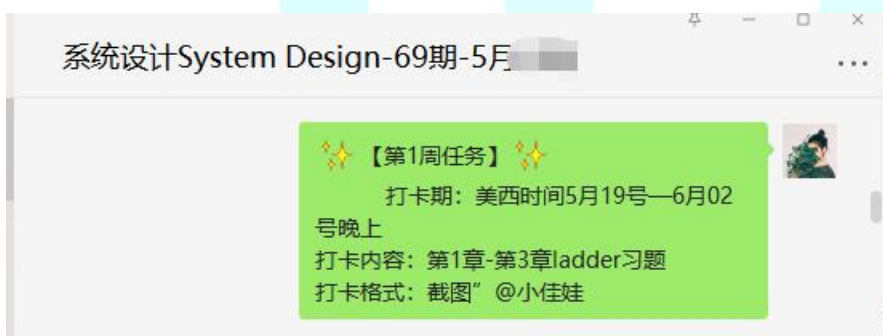 系统设计System Design-69期-5月
✨【第1周任务】✨
打卡期：美西时间5月19号—6月02
号晚上
打卡内容：第1章-第3章ladder习题
打卡格式：截图”@小佳娃